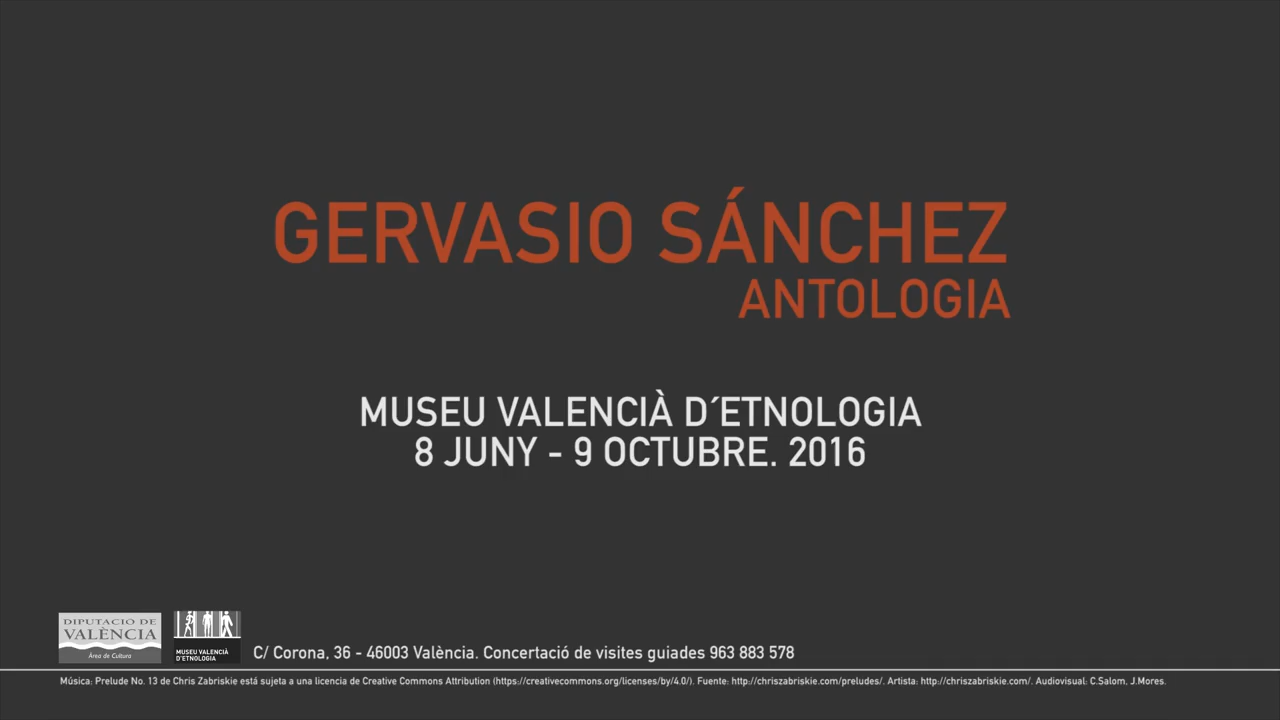 GERVASIO SÁNCHEZ
ANTOLOGIA
MUSEU VALENCIÀ D´ETNOLOGIA
8 JUNY - 9 OCTUBRE. 2016
DIPUTACIÓ DE
VALÈNCIA
Àrea de Cultura
MUSEU VALENCIÀ
D'ETNOLOGIA
C/ Corona, 36 - 46003 València. Concertació de visites guiades 963 883 578
Música: Prelude No. 13 de Chris Zabriskie está sujeta a una licencia de Creative Commons Attribution (https://creativecommons.org/licenses/by/4.0/). Fuente: http://chriszabriskie.com/preludes/. Artista: http://chriszabriskie.com/. Audiovisual: C.Salom, J.Mores.